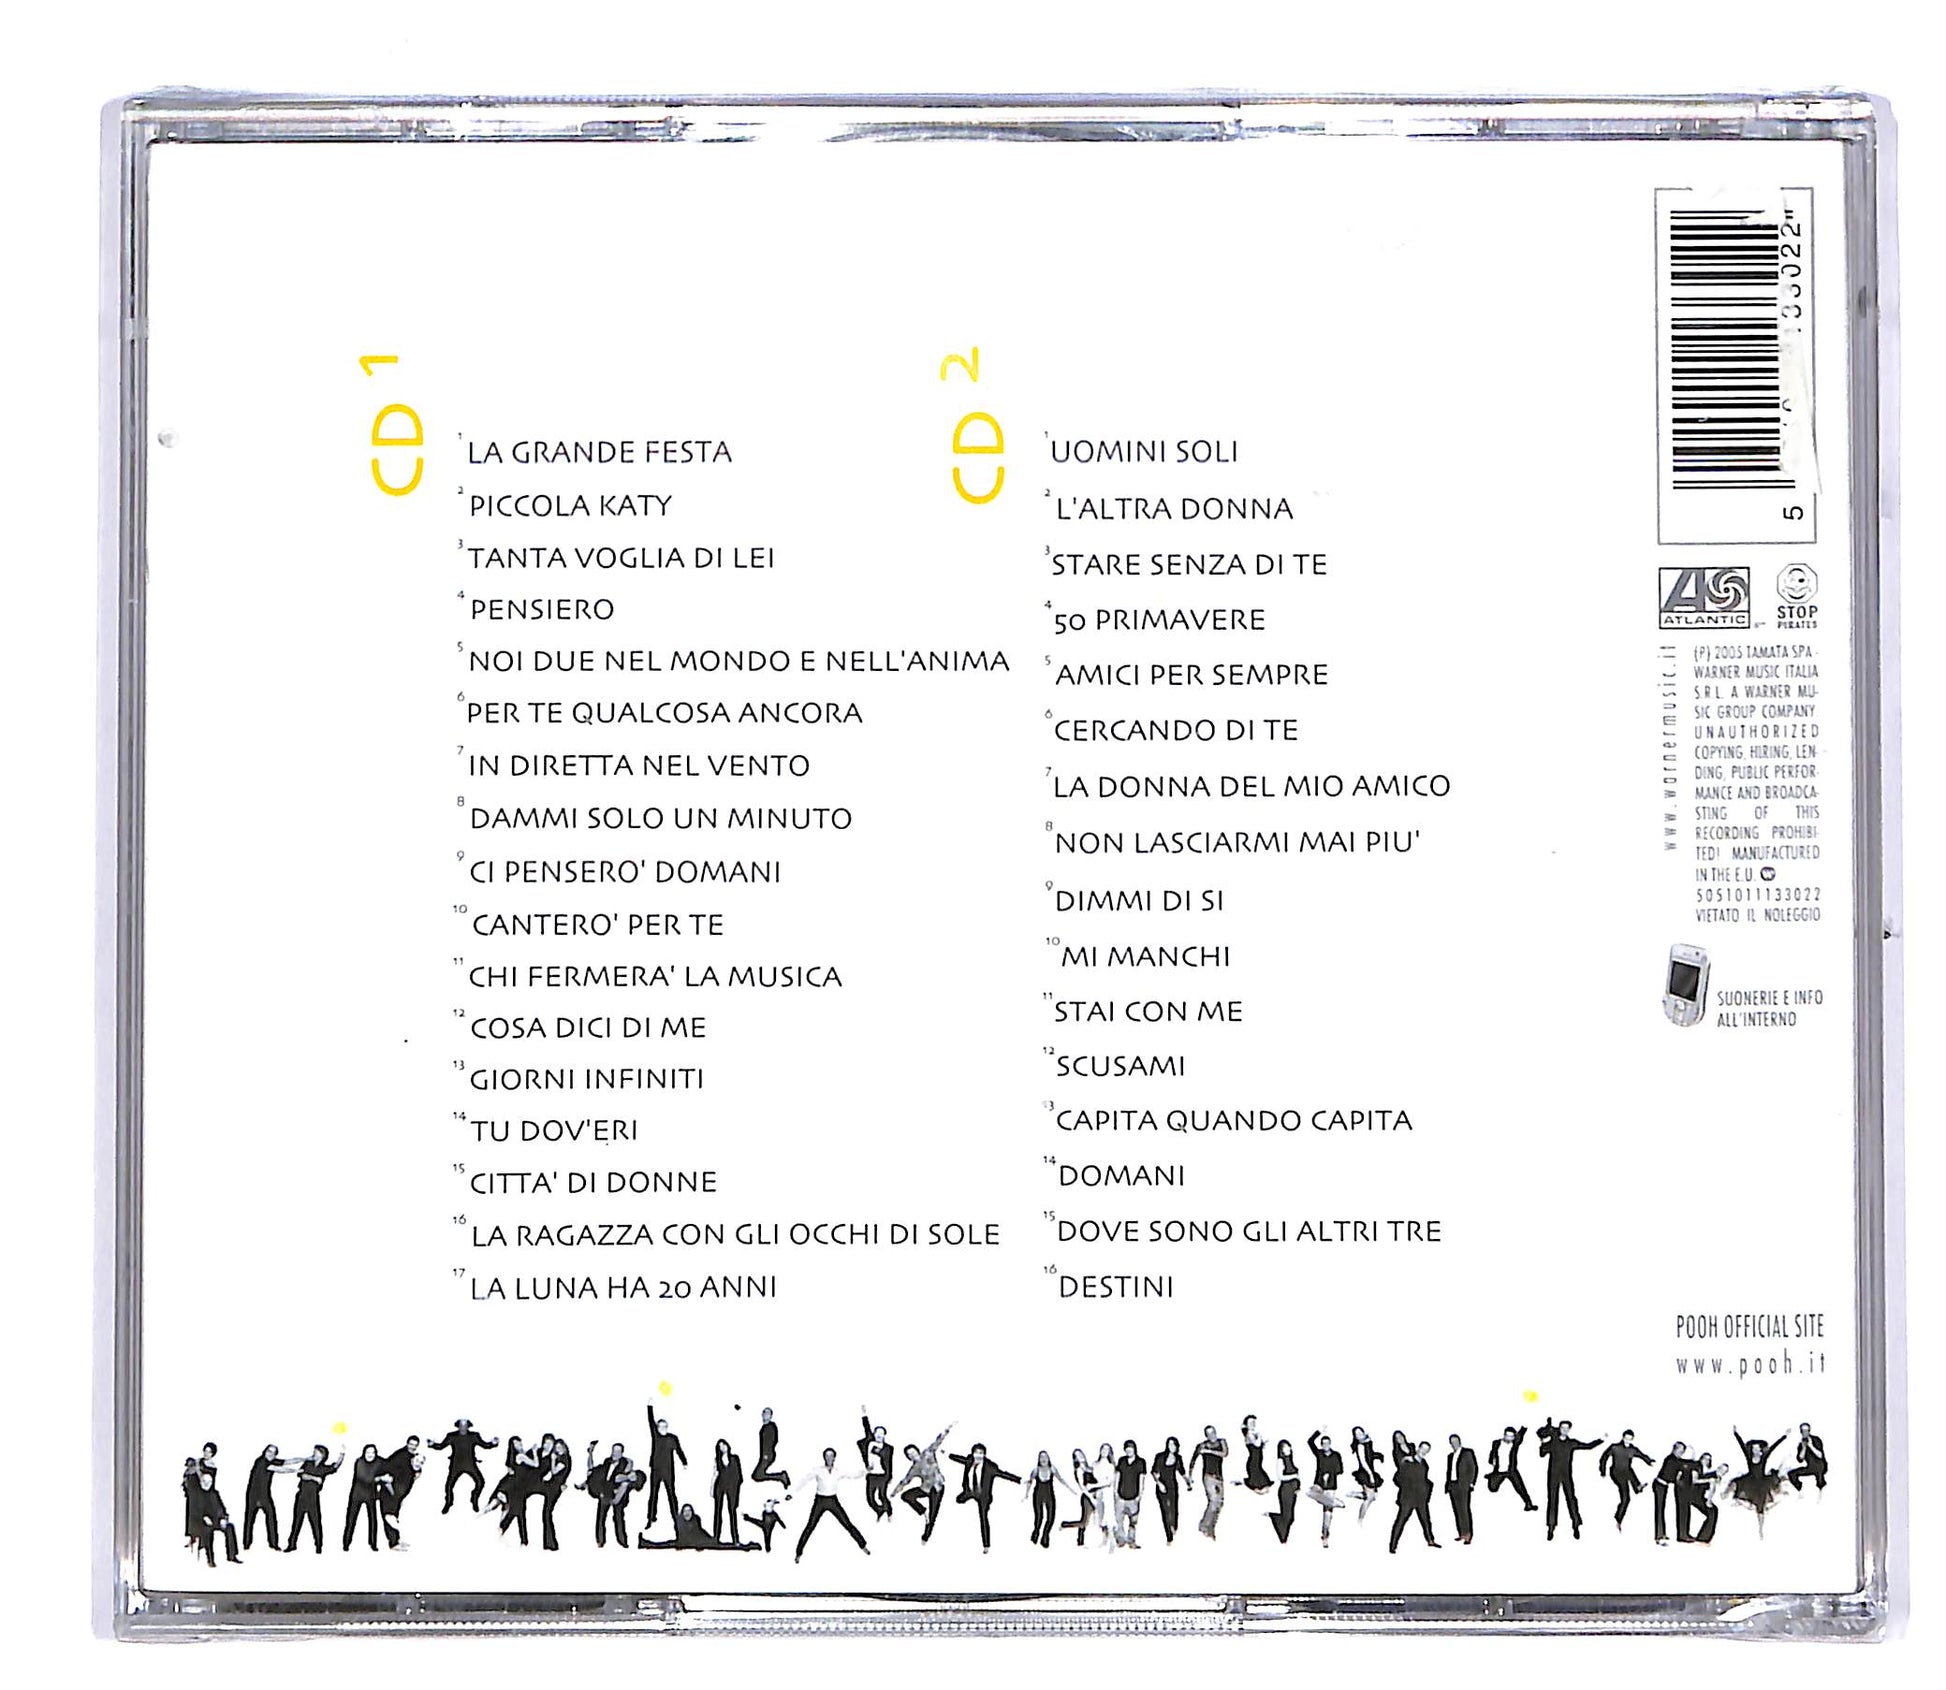 CD 1
1 LA GRANDE FESTA
2 PICCOLA KATY
3 TANTA VOGLIA DI LEI
4 PENSIERO
5 NOI DUE NEL MONDO E NELL'ANIMA
6 PER TE QUALCOSA ANCORA
7 IN DIRETTA NEL VENTO
8 DAMMI SOLO UN MINUTO
9 CI PENSERO' DOMANI
10 CANTERO' PER TE
11 CHI FERMERA' LA MUSICA
12 COSA DICI DI ME
13 GIORNI INFINITI
14 TU DOV'ERI
15 CITTA' DI DONNE
16 LA RAGAZZA CON GLI OCCHI DI SOLE
17 LA LUNA HA 20 ANNI
CD 2
1 UOMINI SOLI
2 L'ALTRA DONNA
3 STARE SENZA DI TE
4 50 PRIMAVERE
5 AMICI PER SEMPRE
6 CERCANDO DI TE
7 LA DONNA DEL MIO AMICO
8 NON LASCIARMI MAI PIU'
9 DIMMI DI SI
10 MI MANCHI
11 STAI CON ME
12 SCUSAMI
13 CAPITA QUANDO CAPITA
14 DOMANI
15 DOVE SONO GLI ALTRI TRE
16 DESTINI
5
133022
ATLANTIC
STOP
PIRATES
www.warnermusic.it
(P) 2005 TAMATA SPA -
WARNER MUSIC ITALIA
S.R.L. A WARNER MU-
SIC GROUP COMPANY.
UNAUTHORIZED
COPYING, HIRING, LEN-
DING, PUBLIC PERFOR-
MANCE AND BROADCA-
STING OF THIS
RECORDING PROHIBI-
TED! MANUFACTURED
IN THE E.U.
5051011133022
VIETATO IL NOLEGGIO
SUONERIE E INFO
ALL'INTERNO
POOH OFFICIAL SITE
www.pooh.it